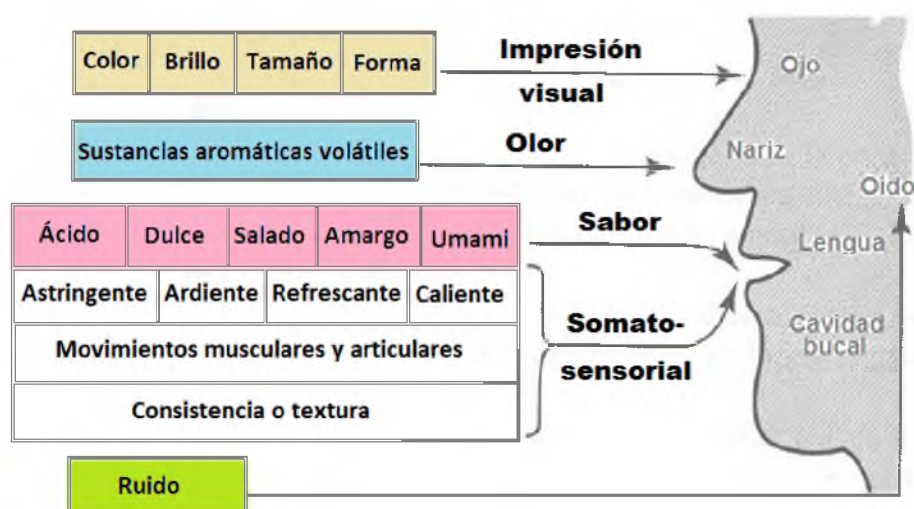 Color Brillo Tamaño Forma
Impresión
visual
Ojo
Sustancias aromáticas volátiles
Olor
Nariz
Oido
Ácido Dulce Salado Amargo Umami
Sabor
Lengua
Astringente Ardiente Refrescante Caliente
Movimientos musculares y articulares
Consistencia o textura
Somato-
sensorial
Cavidad
bucal
Ruido